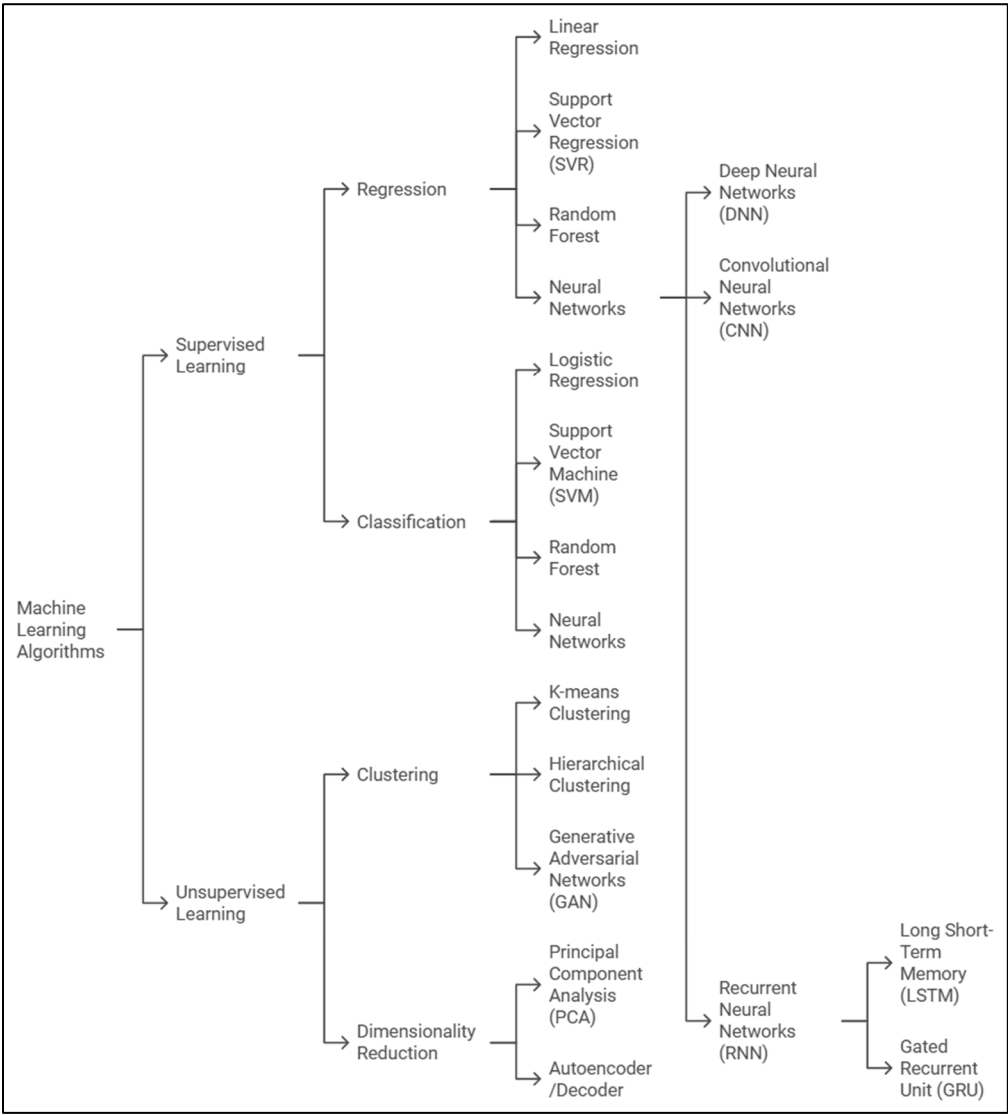 Linear
Regression
Support
Vector
Regression
(SVR)
Regression
Random
Forest
Neural
Networks
Deep Neural
Networks
(DNN)
Convolutional
Neural
Networks
(CNN)
Supervised
Learning
Logistic
Regression
Support
Vector
Machine
(SVM)
Classification
Random
Forest
Neural
Networks
Machine
Learning
Algorithms
K-means
Clustering
Clustering
Hierarchical
Clustering
Generative
Adversarial
Networks
(GAN)
Unsupervised
Learning
Principal
Component
Analysis
(PCA)
Dimensionality
Reduction
Autoencoder
/Decoder
Recurrent
Neural
Networks
(RNN)
Long Short-
Term
Memory
(LSTM)
Gated
Recurrent
Unit (GRU)